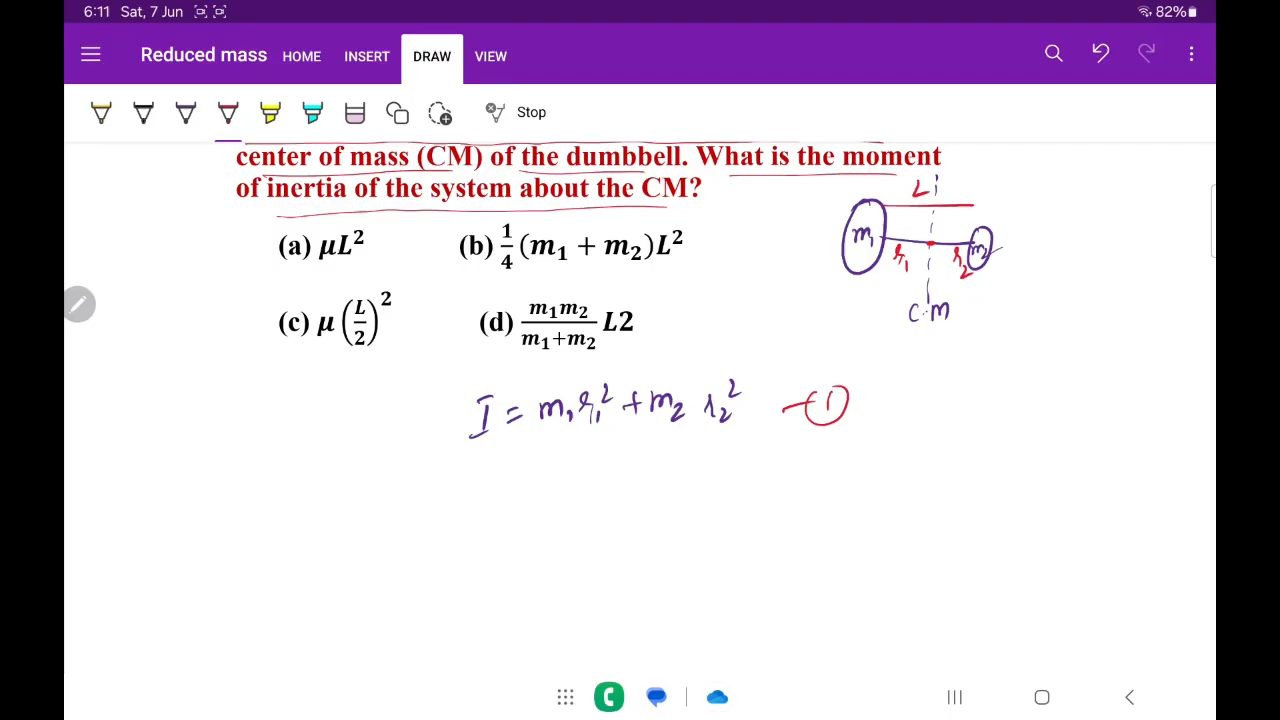 6:11 Sat, 7 Jun 82%
Reduced mass HOME INSERT DRAW VIEW
Stop
center of mass (CM) of the dumbbell. What is the moment
of inertia of the system about the CM?
L
m₁ r₁ r₂ m₂
C.M
(a) μL² (b) 1/4 (m₁ + m₂)L²
(c) μ (L/2)² (d) m₁m₂/m₁+m₂ L2
I = m₁r₁² + m₂ r₂² —①